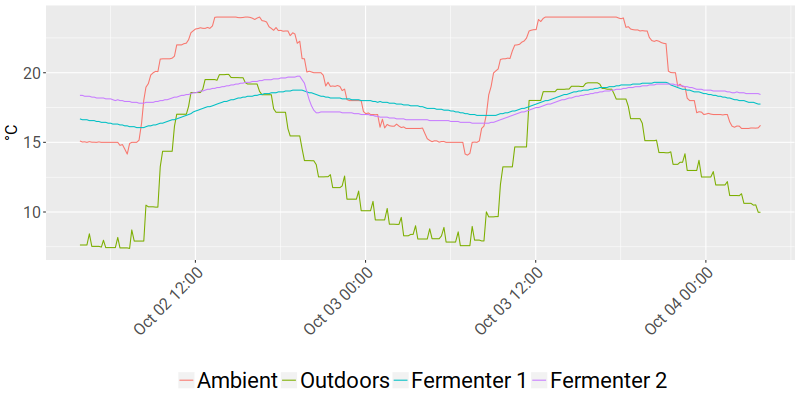 °C
20
15
10
Oct 02 12:00
Oct 03 00:00
Oct 03 12:00
Oct 04 00:00
Ambient Outdoors Fermenter 1 Fermenter 2